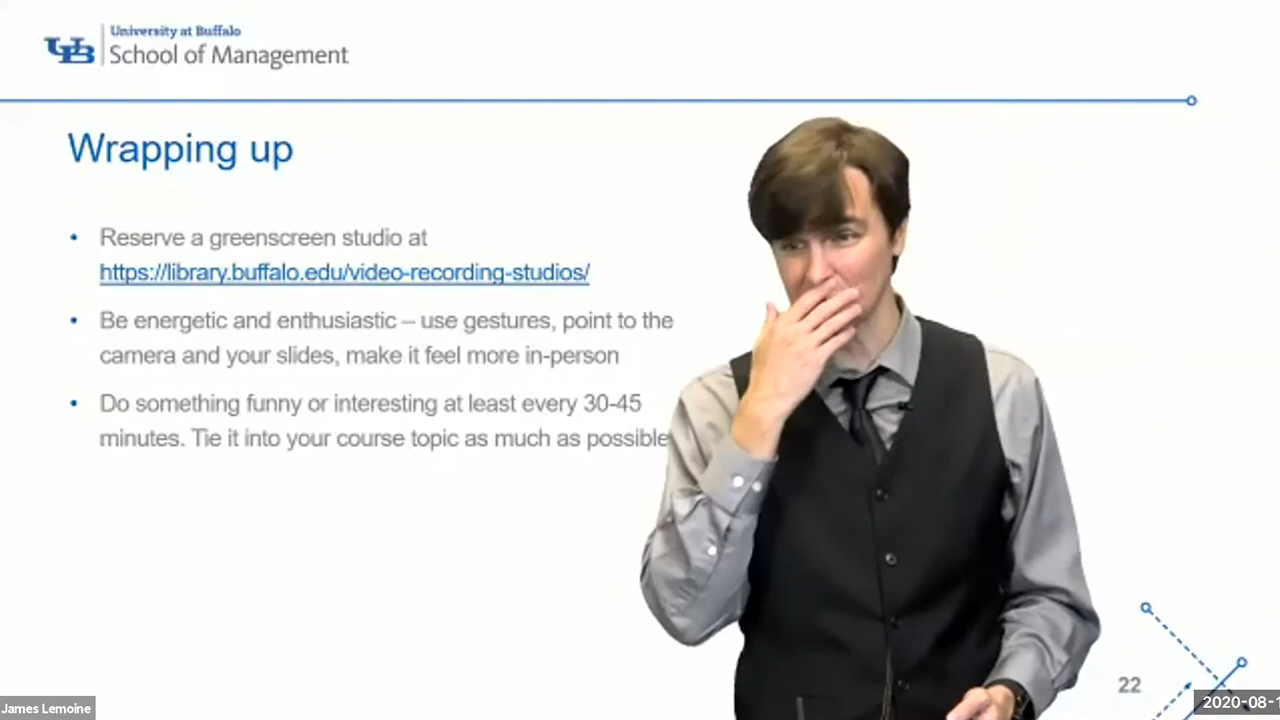 University at Buffalo
School of Management
Wrapping up
• Reserve a greenscreen studio at
https://library.buffalo.edu/video-recording-studios/
• Be energetic and enthusiastic – use gestures, point to the
camera and your slides, make it feel more in-person
• Do something funny or interesting at least every 30-45
minutes. Tie it into your course topic as much as possible
22
James Lemoine
2020-08-1